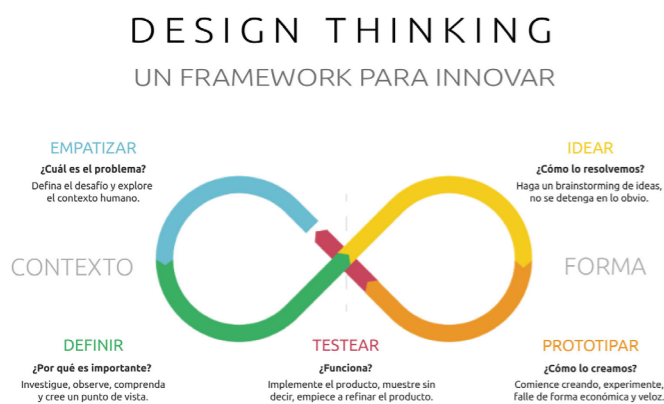 DESIGN THINKING
UN FRAMEWORK PARA INNOVAR
EMPATIZAR
¿Cuál es el problema?
Defina el desafío y explore
el contexto humano.
IDEAR
¿Cómo lo resolvemos?
Haga un brainstorming de ideas,
no se detenga en lo obvio.
CONTEXTO
FORMA
DEFINIR
¿Por qué es importante?
Investigue, observe, comprenda
y cree un punto de vista.
TESTEAR
¿Funciona?
Implemente el producto, muestre sin
decir, empiece a refinar el producto.
PROTOTIPAR
¿Cómo lo creamos?
Comience creando, experimente,
falle de forma económica y veloz.